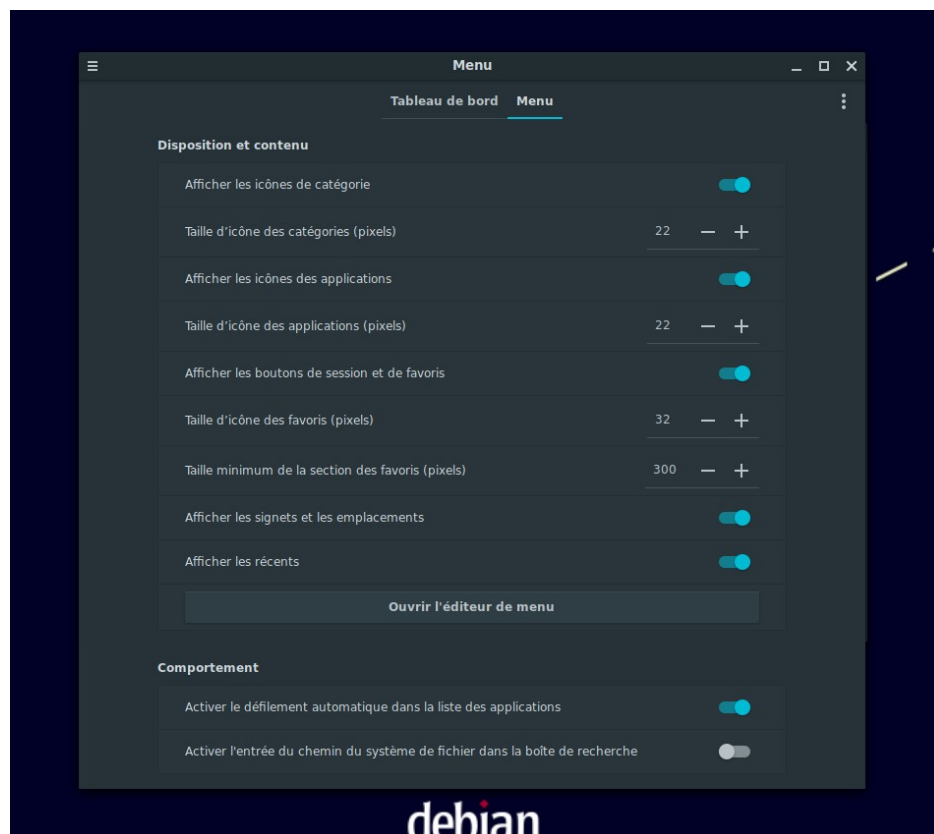 Menu
Tableau de bord Menu
Disposition et contenu
Afficher les icônes de catégorie
Taille d’icône des catégories (pixels) 22
Afficher les icônes des applications
Taille d’icône des applications (pixels) 22
Afficher les boutons de session et de favoris
Taille d’icône des favoris (pixels) 32
Taille minimum de la section des favoris (pixels) 300
Afficher les signets et les emplacements
Afficher les récents
Ouvrir l'éditeur de menu
Comportement
Activer le défilement automatique dans la liste des applications
Activer l'entrée du chemin du système de fichier dans la boîte de recherche
debian